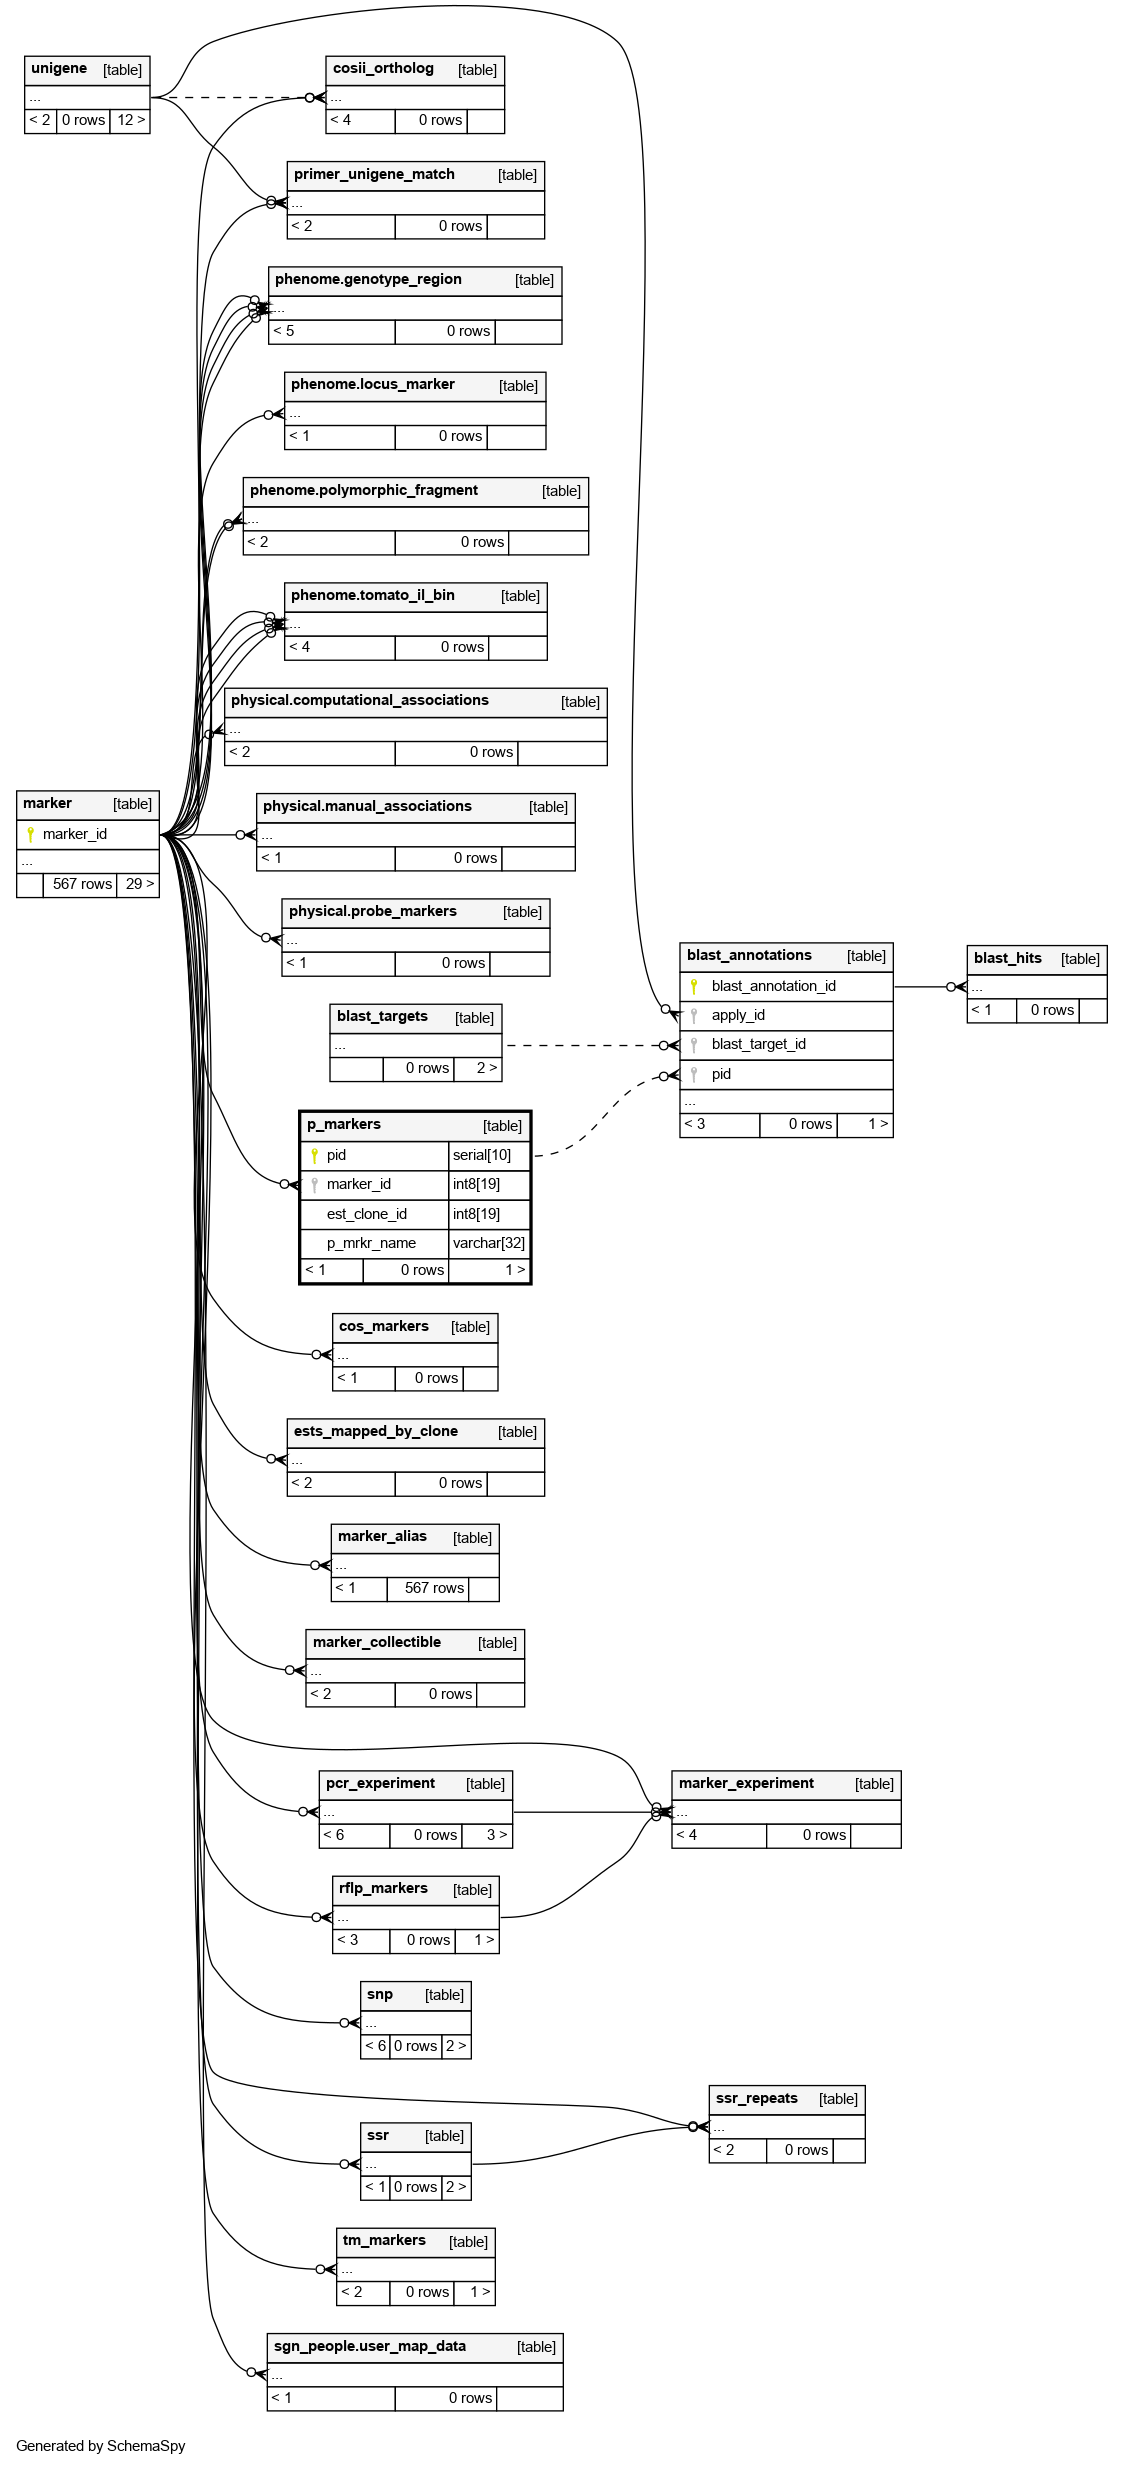 unigene [table]
...
< 2 0 rows 12 >
cosii_ortholog [table]
...
< 4 0 rows
primer_unigene_match [table]
...
< 2 0 rows
phenome.genotype_region [table]
...
< 5 0 rows
phenome.locus_marker [table]
...
< 1 0 rows
phenome.polymorphic_fragment [table]
...
< 2 0 rows
phenome.tomato_il_bin [table]
...
< 4 0 rows
physical.computational_associations [table]
...
< 2 0 rows
marker [table]
marker_id
...
567 rows 29 >
physical.manual_associations [table]
...
< 1 0 rows
physical.probe_markers [table]
...
< 1 0 rows
blast_annotations [table]
blast_annotation_id
apply_id
blast_target_id
pid
...
< 3 0 rows 1 >
blast_hits [table]
...
< 1 0 rows
blast_targets [table]
...
0 rows 2 >
p_markers [table]
pid serial[10]
marker_id int8[19]
est_clone_id int8[19]
p_mrkr_name varchar[32]
< 1 0 rows 1 >
cos_markers [table]
...
< 1 0 rows
ests_mapped_by_clone [table]
...
< 2 0 rows
marker_alias [table]
...
< 1 567 rows
marker_collectible [table]
...
< 2 0 rows
pcr_experiment [table]
...
< 6 0 rows 3 >
marker_experiment [table]
...
< 4 0 rows
rflp_markers [table]
...
< 3 0 rows 1 >
snp [table]
...
< 6 0 rows 2 >
ssr_repeats [table]
...
< 2 0 rows
ssr [table]
...
< 1 0 rows 2 >
tm_markers [table]
...
< 2 0 rows 1 >
sgn_people.user_map_data [table]
...
< 1 0 rows
Generated by SchemaSpy